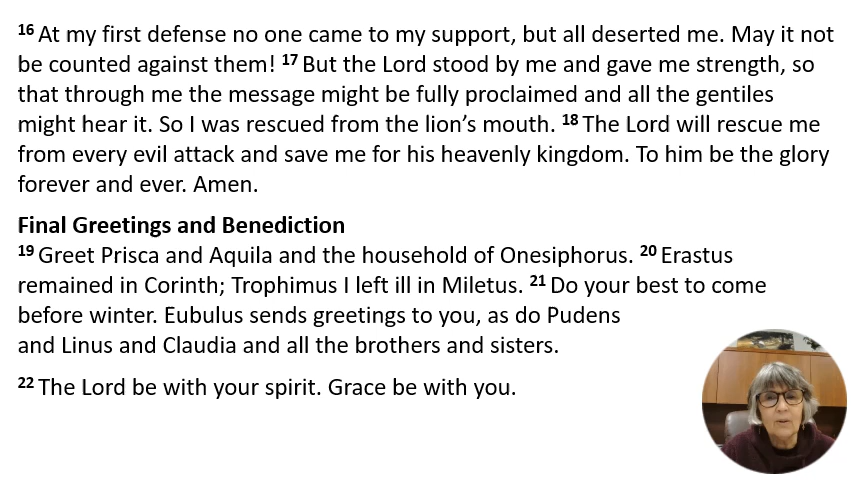 16 At my first defense no one came to my support, but all deserted me. May it not
be counted against them! 17 But the Lord stood by me and gave me strength, so
that through me the message might be fully proclaimed and all the gentiles
might hear it. So I was rescued from the lion’s mouth. 18 The Lord will rescue me
from every evil attack and save me for his heavenly kingdom. To him be the glory
forever and ever. Amen.
Final Greetings and Benediction
19 Greet Prisca and Aquila and the household of Onesiphorus. 20 Erastus
remained in Corinth; Trophimus I left ill in Miletus. 21 Do your best to come
before winter. Eubulus sends greetings to you, as do Pudens
and Linus and Claudia and all the brothers and sisters.
22 The Lord be with your spirit. Grace be with you.